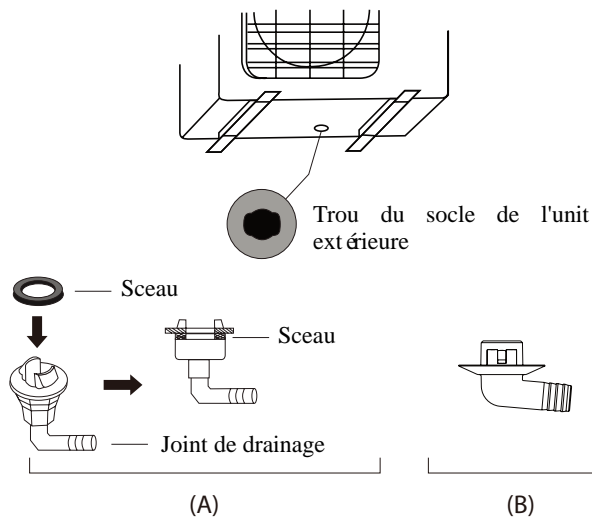 Trou du socle de l'unit
ext érieure
Sceau
Sceau
Joint de drainage
(A)
(B)